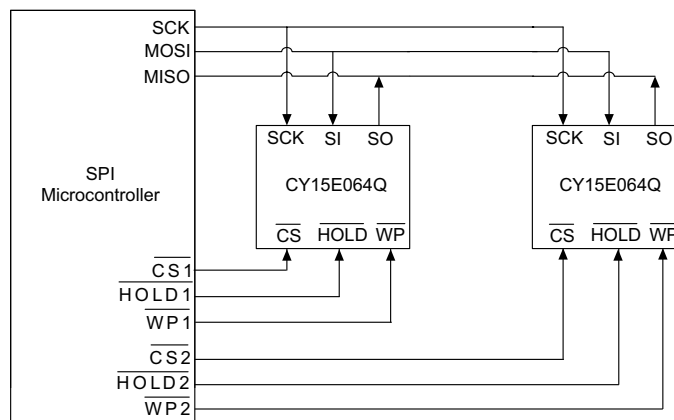 SCK
MOSI
MISO
SCK SI SO
SCK SI SO
CY15E064Q
CY15E064Q
SPI
Microcontroller
CS HOLD WP
CS HOLD WP
CS1
HOLD1
WP1
CS2
HOLD2
WP2